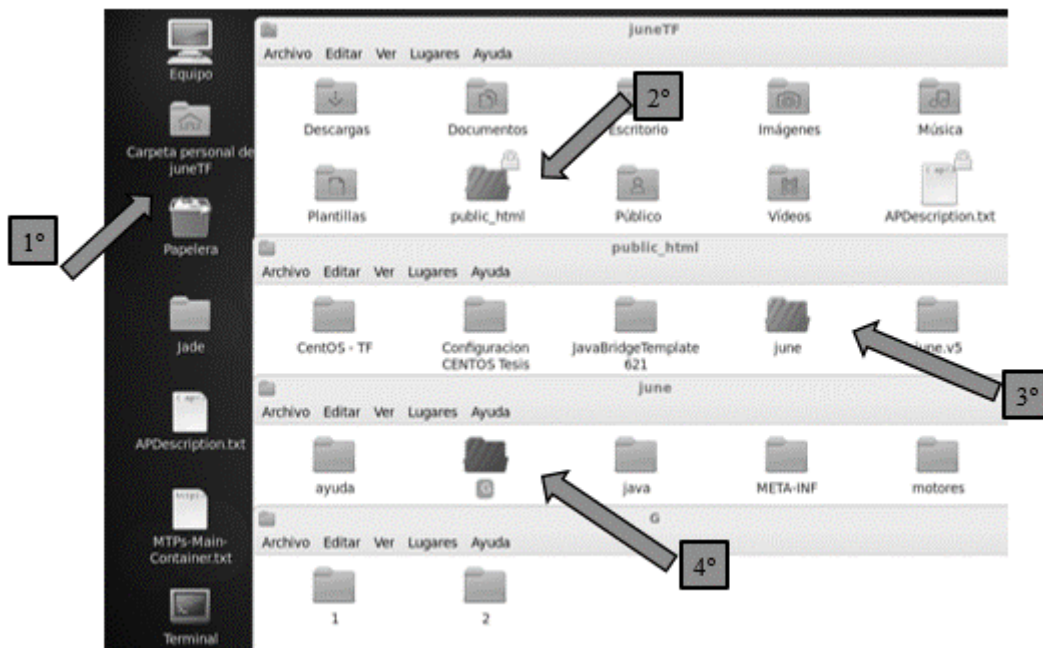 Equipo
Carpeta personal de
juneTF
Papelera
Jade
APDescription.txt
MTPs-Main-
Container.txt
Terminal
1°
juneTF
Archivo Editar Ver Lugares Ayuda
2°
Descargas Documentos Escritorio Imágenes Música
Plantillas public_html Público Vídeos APDescription.txt
public_html
Archivo Editar Ver Lugares Ayuda
CentOS - TF Configuracion JavaBridgeTemplate june june.v5
CENTOS Tesis 621
3°
june
Archivo Editar Ver Lugares Ayuda
ayuda G java META-INF motores
G
Archivo Editar Ver Lugares Ayuda
4°
1 2